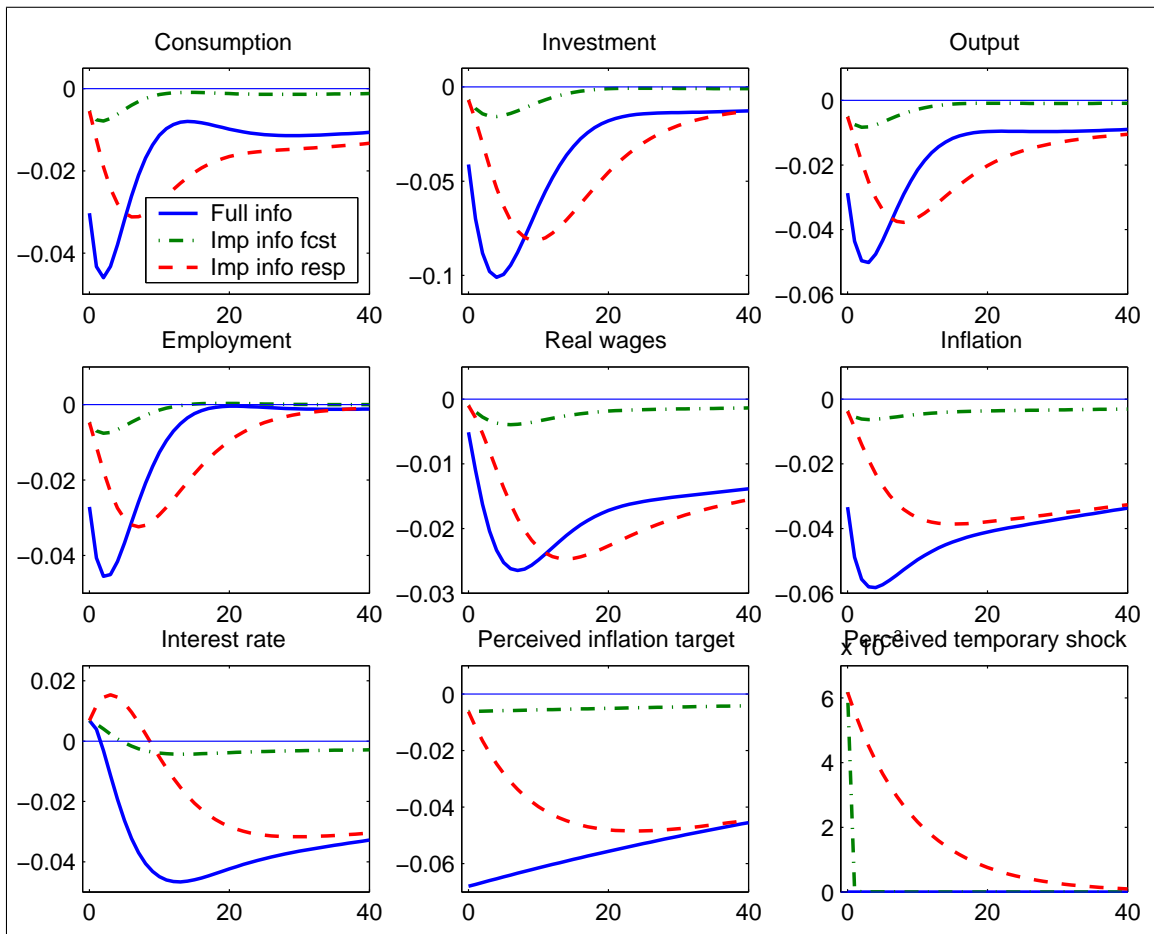 Consumption
Investment
Output
0
−0.02
−0.04
0 20 40
Full info
Imp info fcst
Imp info resp
0
−0.05
−0.1
0 20 40
0
−0.02
−0.04
−0.06
0 20 40
Employment
Real wages
Inflation
0
−0.02
−0.04
0 20 40
0
−0.01
−0.02
−0.03
0 20 40
0
−0.02
−0.04
−0.06
0 20 40
Interest rate
Perceived inflation target
Perceived temporary shock
0.02
0
−0.02
−0.04
0 20 40
0
−0.02
−0.04
−0.06
0 20 40
x 10−3
6
4
2
0
0 20 40